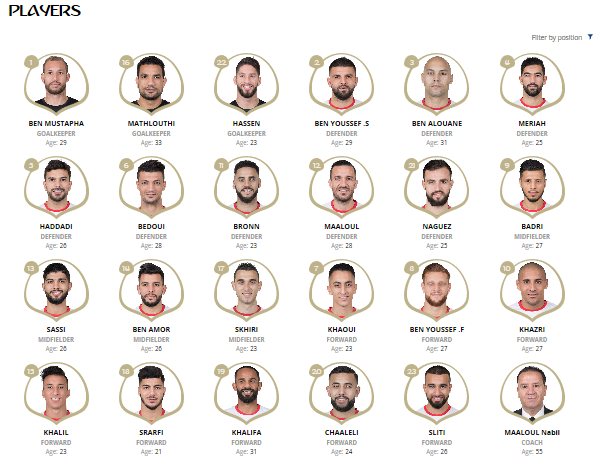 PLAYERS
Filter by position
1 16 22 2 3 4
BEN MUSTAPHA MATHLOUTHI HASSEN BEN YOUSSEF .S BEN ALOUANE MERIAH
GOALKEEPER GOALKEEPER GOALKEEPER DEFENDER DEFENDER DEFENDER
Age: 29 Age: 33 Age: 23 Age: 29 Age: 31 Age: 25
5 6 11 12 21 9
HADDADI BEDOUI BRONN MAALOUL NAGUEZ BADRI
DEFENDER DEFENDER DEFENDER DEFENDER DEFENDER MIDFIELDER
Age: 26 Age: 28 Age: 23 Age: 28 Age: 25 Age: 27
13 14 17 7 8 10
SASSI BEN AMOR SKHIRI KHAOUI BEN YOUSSEF .F KHAZRI
MIDFIELDER MIDFIELDER MIDFIELDER FORWARD FORWARD FORWARD
Age: 26 Age: 26 Age: 23 Age: 23 Age: 27 Age: 27
15 18 19 20 23
KHALIL SRARFI KHALIFA CHAALELI SLITI MAALOUL Nabil
FORWARD FORWARD FORWARD FORWARD FORWARD COACH
Age: 23 Age: 21 Age: 31 Age: 24 Age: 26 Age: 55